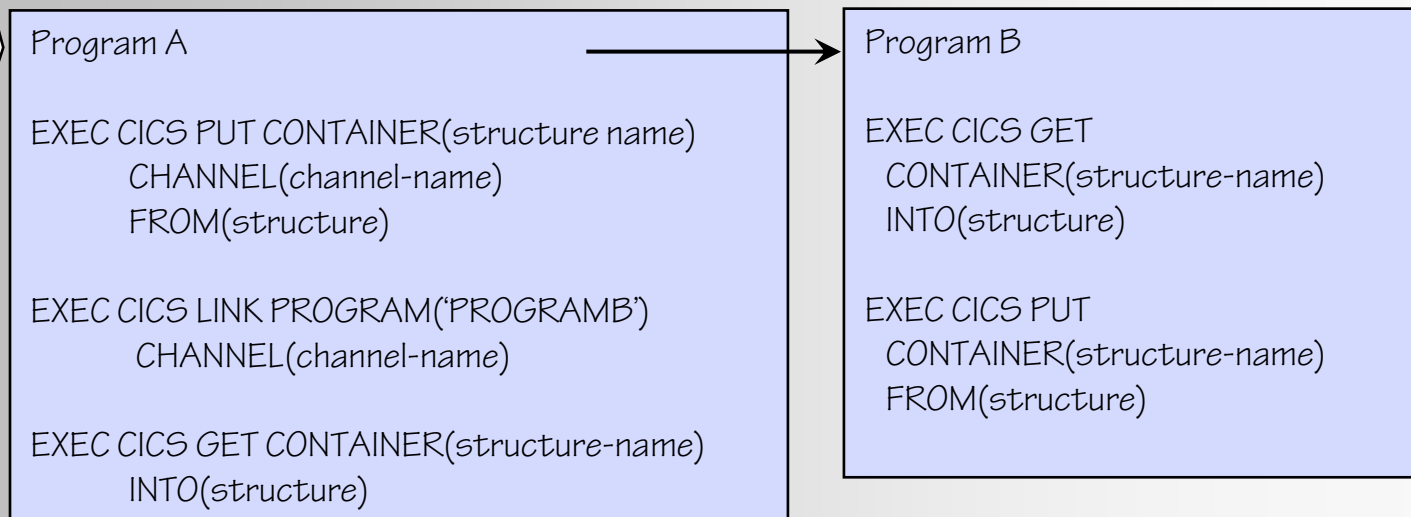 Program A
EXEC CICS PUT CONTAINER(structure name)
CHANNEL(channel-name)
FROM(structure)
EXEC CICS LINK PROGRAM(‘PROGRAMB’)
CHANNEL(channel-name)
EXEC CICS GET CONTAINER(structure-name)
INTO(structure)
Program B
EXEC CICS GET
CONTAINER(structure-name)
INTO(structure)
EXEC CICS PUT
CONTAINER(structure-name)
FROM(structure)